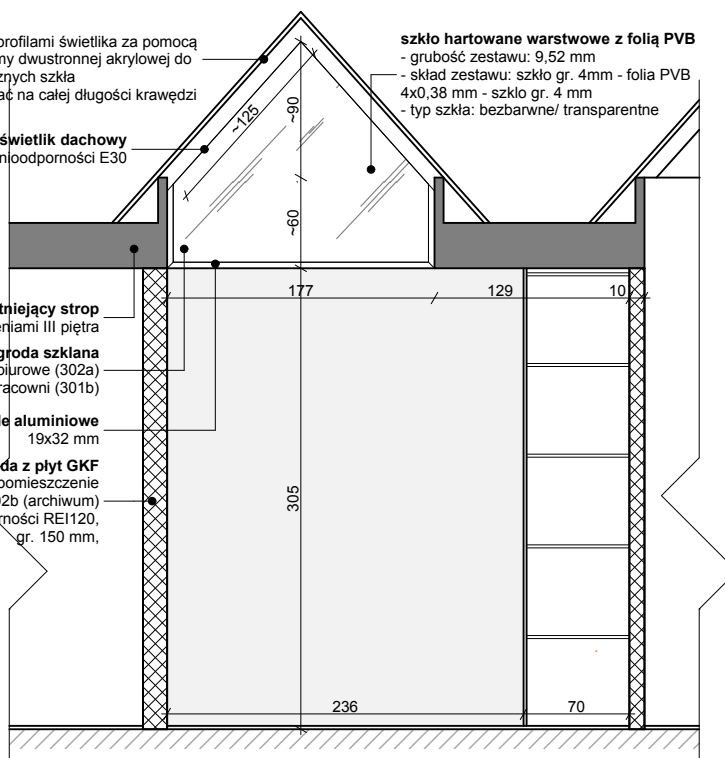 profilami świetlika za pomocą
my dwustronnej akrylowej do
znych szkła
ać na całej długości krawędzi
świetlik dachowy
nioodporności E30
szkło hartowane warstwowe z folią PVB
- grubość zestawu: 9,52 mm
- skład zestawu: szkło gr. 4mm - folia PVB
4x0,38 mm - szklo gr. 4 mm
- typ szkła: bezbarwne/ transparentne
~125
~90
~60
177
129
10
tniejący strop
eniami III piętra
groda szklana
biurowe (302a)
racowni (301b)
le aluminiowe
19x32 mm
da z płyt GKF
pomieszczenie
02b (archiwum)
rności REI120,
gr. 150 mm,
305
236
70